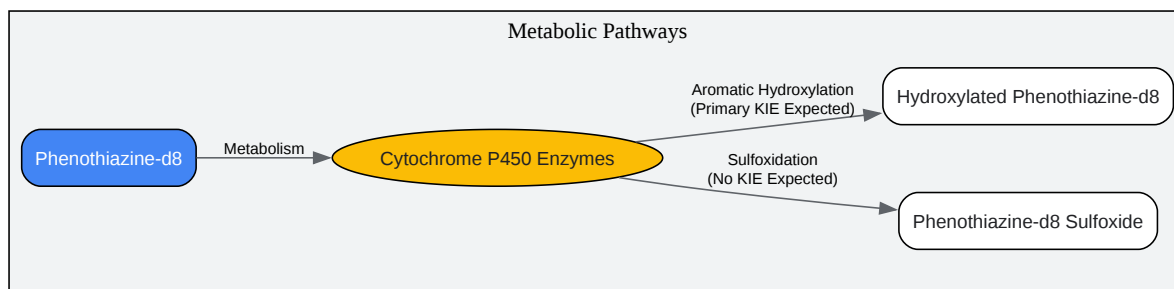 Metabolic Pathways
Phenothiazine-d8
Metabolism
Cytochrome P450 Enzymes
Aromatic Hydroxylation
(Primary KIE Expected)
Hydroxylated Phenothiazine-d8
Sulfoxidation
(No KIE Expected)
Phenothiazine-d8 Sulfoxide